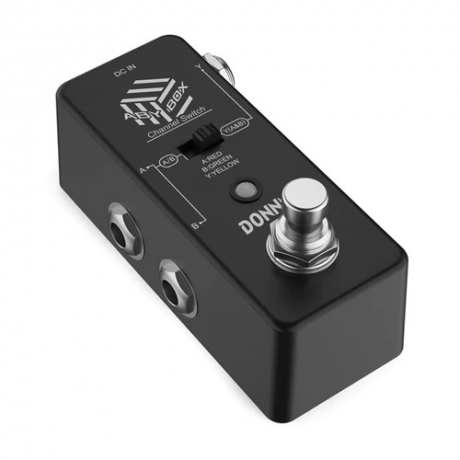 DC IN
Y
ABY BOX
Channel Switch
A
A/B
Y(A&B)
A:RED
B:GREEN
Y:YELLOW
B
DONN